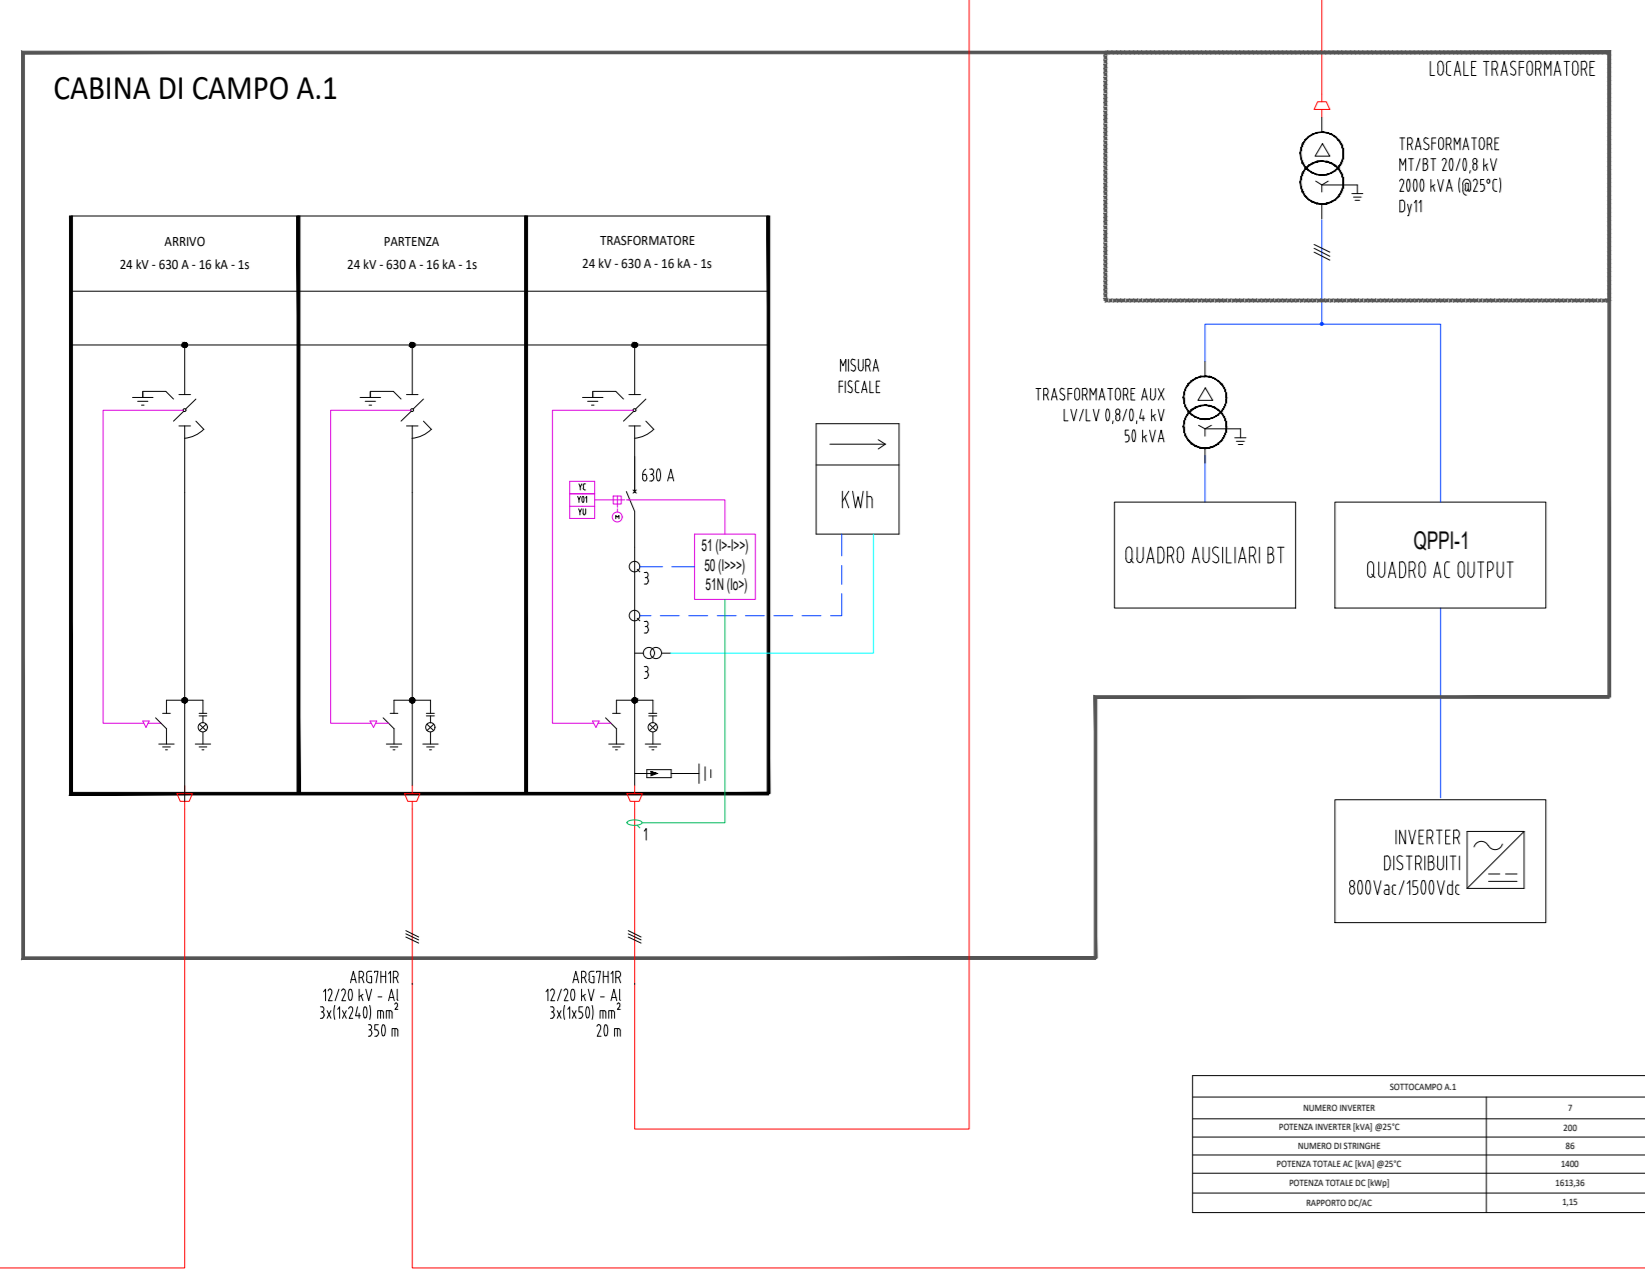 CABINA DI CAMPO A.1
LOCALE TRASFORMATORE
TRASFORMATORE
MT/BT 20/0,8 kV
2000 kVA (@25°C)
Dy11
ARRIVO
24 kV - 630 A - 16 kA - 1s
PARTENZA
24 kV - 630 A - 16 kA - 1s
TRASFORMATORE
24 kV - 630 A - 16 kA - 1s
MISURA
FISCALE
KWh
TRASFORMATORE AUX
LV/LV 0,8/0,4 kV
50 kVA
630 A
YC
YO1
YU
M
51 (I>-I>>)
50 (I>>>)
51N (Io>)
3
3
3
1
QUADRO AUSILIARI BT
QPPI-1
QUADRO AC OUTPUT
INVERTER
DISTRIBUITI
800Vac/1500Vdc
ARG7H1R
12/20 kV - Al
3x(1x240) mm²
350 m
ARG7H1R
12/20 kV - Al
3x(1x50) mm²
20 m
SOTTOCAMPO A.1
NUMERO INVERTER 7
POTENZA INVERTER [kVA] @25°C 200
NUMERO DI STRINGHE 86
POTENZA TOTALE AC [kVA] @25°C 1400
POTENZA TOTALE DC [kWp] 1613,36
RAPPORTO DC/AC 1,15